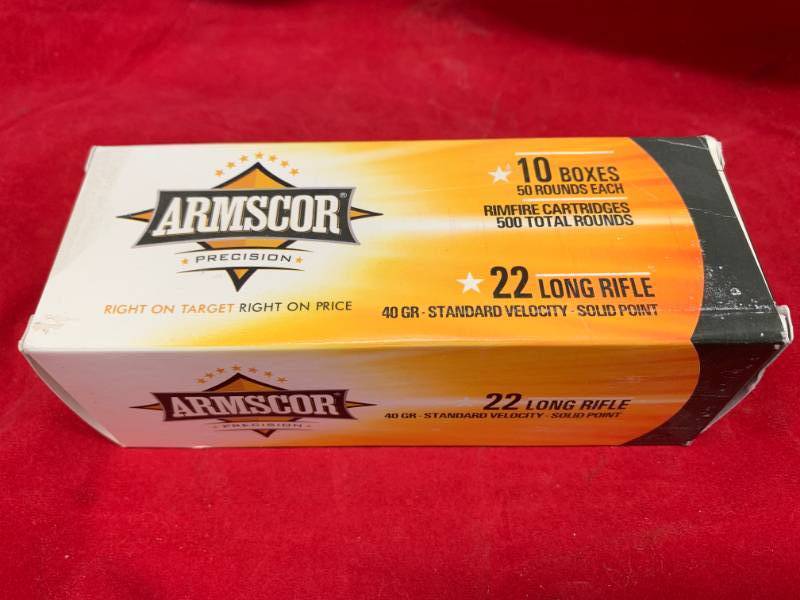 ARMSCOR®
PRECISION
RIGHT ON TARGET RIGHT ON PRICE
10 BOXES
50 ROUNDS EACH
RIMFIRE CARTRIDGES
500 TOTAL ROUNDS
22 LONG RIFLE
40 GR - STANDARD VELOCITY - SOLID POINT
ARMSCOR
PRECISION
22 LONG RIFLE
40 GR - STANDARD VELOCITY - SOLID POINT